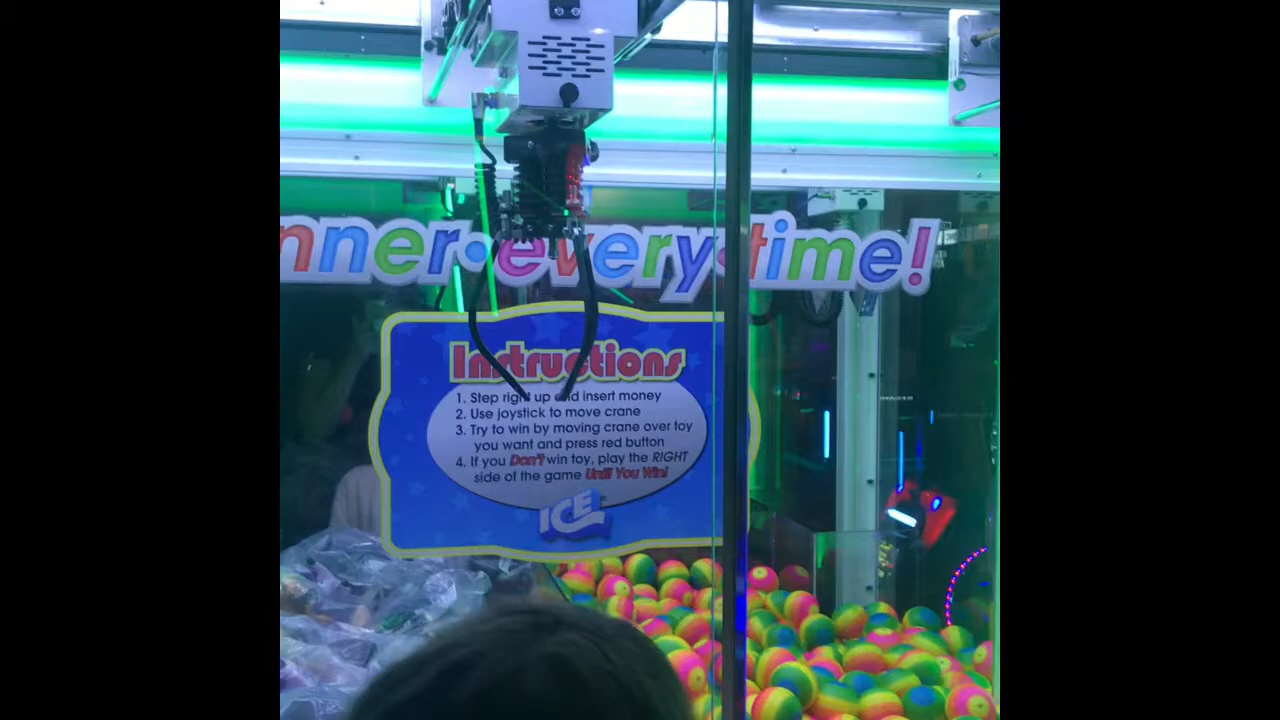 nner•every•time!
Instructions
1. Step right up and insert money
2. Use joystick to move crane
3. Try to win by moving crane over toy
you want and press red button
4. If you Don't win toy, play the RIGHT
side of the game Until You Win!
ICE